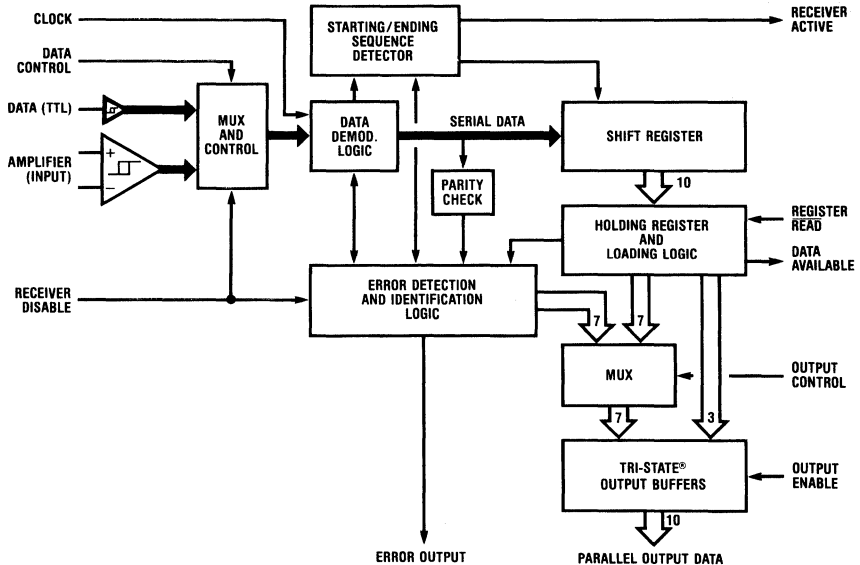 CLOCK
DATA
CONTROL
DATA (TTL)
AMPLIFIER
(INPUT)
+
−
RECEIVER
DISABLE
MUX
AND
CONTROL
STARTING/ENDING
SEQUENCE
DETECTOR
RECEIVER
ACTIVE
DATA
DEMOD.
LOGIC
SERIAL DATA
SHIFT REGISTER
10
PARITY
CHECK
HOLDING REGISTER
AND
LOADING LOGIC
REGISTER
READ
DATA
AVAILABLE
ERROR DETECTION
AND IDENTIFICATION
LOGIC
7
7
MUX
OUTPUT
CONTROL
7
3
TRI-STATE®
OUTPUT BUFFERS
OUTPUT
ENABLE
10
ERROR OUTPUT
PARALLEL OUTPUT DATA